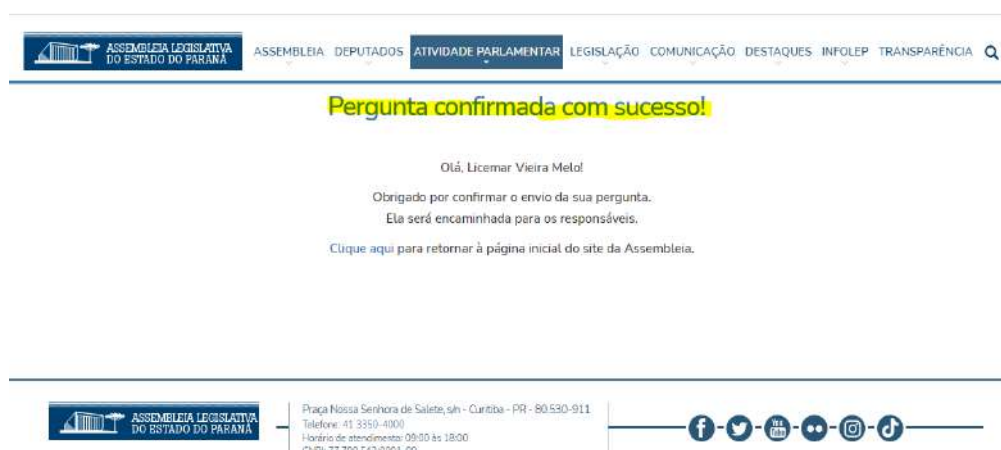 ASSEMBLEIA LEGISLATIVA
DO ESTADO DO PARANÁ
ASSEMBLEIA DEPUTADOS ATIVIDADE PARLAMENTAR LEGISLAÇÃO COMUNICAÇÃO DESTAQUES INFOLEP TRANSPARÊNCIA
Pergunta confirmada com sucesso!
Olá, Licemar Vieira Melo!
Obrigado por confirmar o envio da sua pergunta.
Ela será encaminhada para os responsáveis.
Clique aqui para retornar à página inicial do site da Assembleia.
ASSEMBLEIA LEGISLATIVA
DO ESTADO DO PARANÁ
Praça Nossa Senhora de Salete, s/n - Curitiba - PR - 80.530-911
Telefone: 41 3350-4000
Horário de atendimento: 09:00 às 18:00